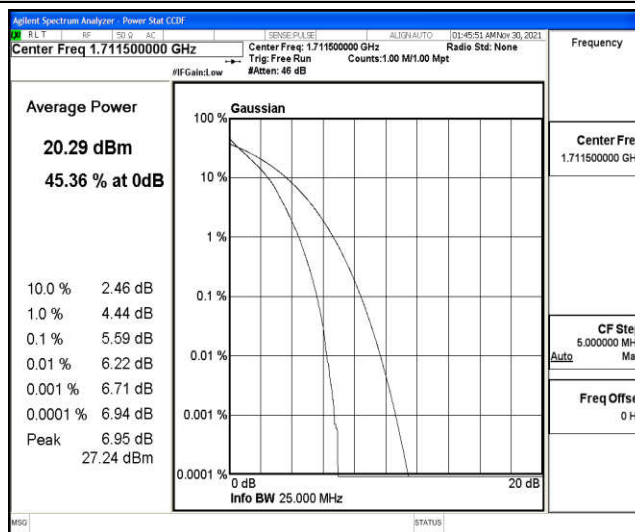 Agilent Spectrum Analyzer - Power Stat CCDF
RLT RF 50 Ω AC SENSE:PULSE ALIGNAUTO 01:45:51 AM Nov 30, 2021
Center Freq 1.711500000 GHz
Center Freq: 1.711500000 GHz Radio Std: None
Trig: Free Run Counts:1.00 M/1.00 Mpt
#IFGain:Low #Atten: 46 dB
Frequency
Average Power
20.29 dBm
45.36 % at 0dB
10.0 % 2.46 dB
1.0 % 4.44 dB
0.1 % 5.59 dB
0.01 % 6.22 dB
0.001 % 6.71 dB
0.0001 % 6.94 dB
Peak 6.95 dB
27.24 dBm
Gaussian
100 %
10 %
1 %
0.1 %
0.01 %
0.001 %
0.0001 %
0 dB 20 dB
Info BW 25.000 MHz
Center Fre
1.711500000 GH
CF Ste
5.000000 MH
Auto Ma
Freq Offse
0 H
MSG STATUS